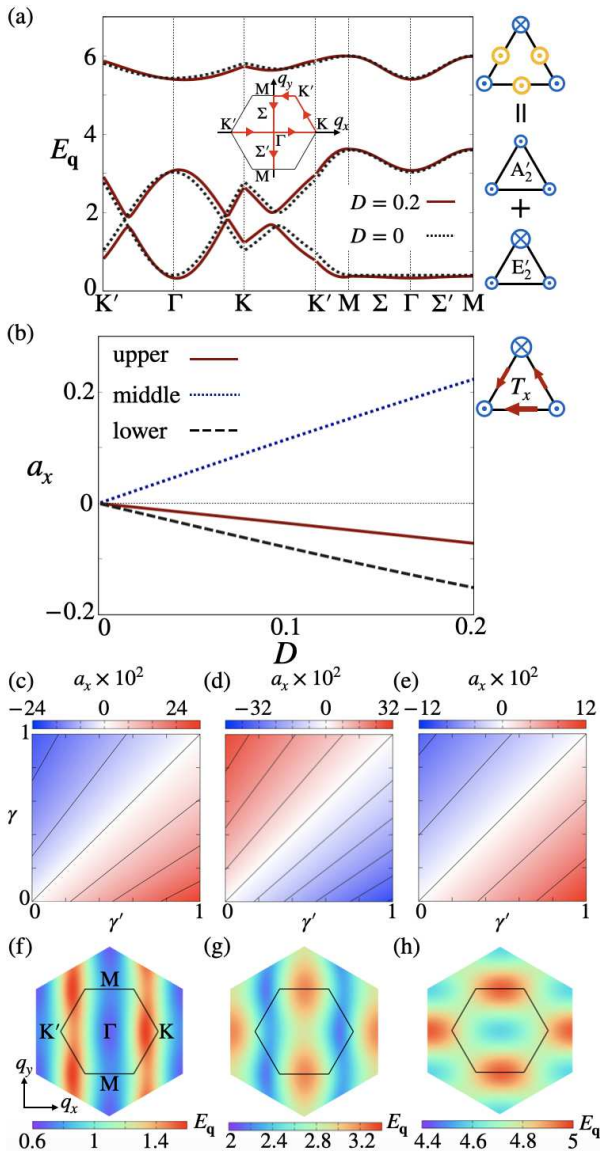 (a)
6
4
2
0
E_q
M
q_y
K'
Σ
K'
Γ
K
q_x
Σ'
M
D = 0.2
D = 0
K' Γ K K' M Σ Γ Σ' M
=
A'_2
+
E'_2
(b)
upper
middle
lower
0.2
a_x
0
−0.2
0 0.1 0.2
D
T_x
(c) a_x × 10^2
−24 0 24
(d) a_x × 10^2
−32 0 32
(e) a_x × 10^2
−12 0 12
1
γ
0
0 γ' 1
0 γ' 1
0 γ' 1
(f)
M
K' Γ K
M
q_y
q_x
(g)
(h)
E_q
0.6 1 1.4
E_q
2 2.4 2.8 3.2
E_q
4.4 4.6 4.8 5